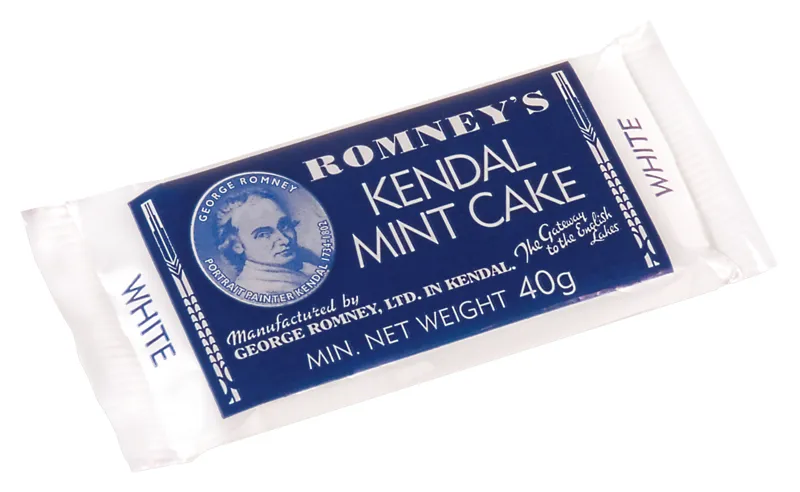 ROMNEY'S
KENDAL
MINT CAKE
GEORGE ROMNEY
PORTRAIT PAINTER KENDAL 1734-1802
The Gateway
to the English
Lakes
Manufactured by
GEORGE ROMNEY, LTD. IN KENDAL.
MIN. NET WEIGHT 40g
WHITE
WHITE